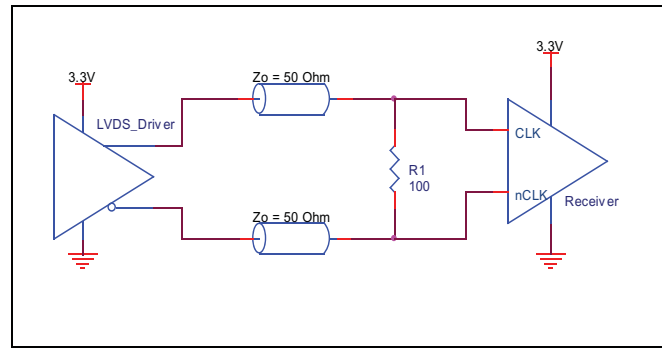 3.3V
LVDS_Driver
Zo = 50 Ohm
3.3V
CLK
R1
100
nCLK
Receiver
Zo = 50 Ohm